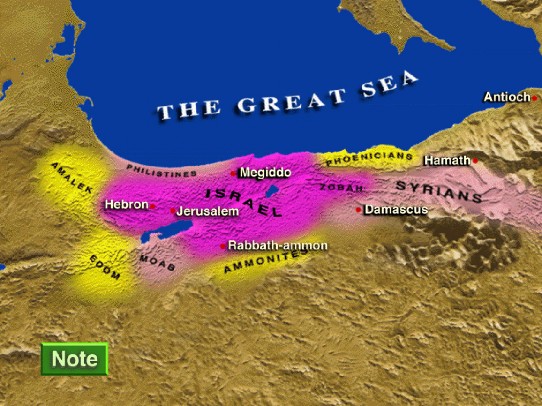 THE GREAT SEA
Antioch
PHOENICIANS
Hamath
PHILISTINES
Megiddo
AMALEK
ISRAEL
ZOBAH
SYRIANS
Hebron
Jerusalem
Damascus
Rabbath-ammon
EDOM
MOAB
AMMONITES
Note